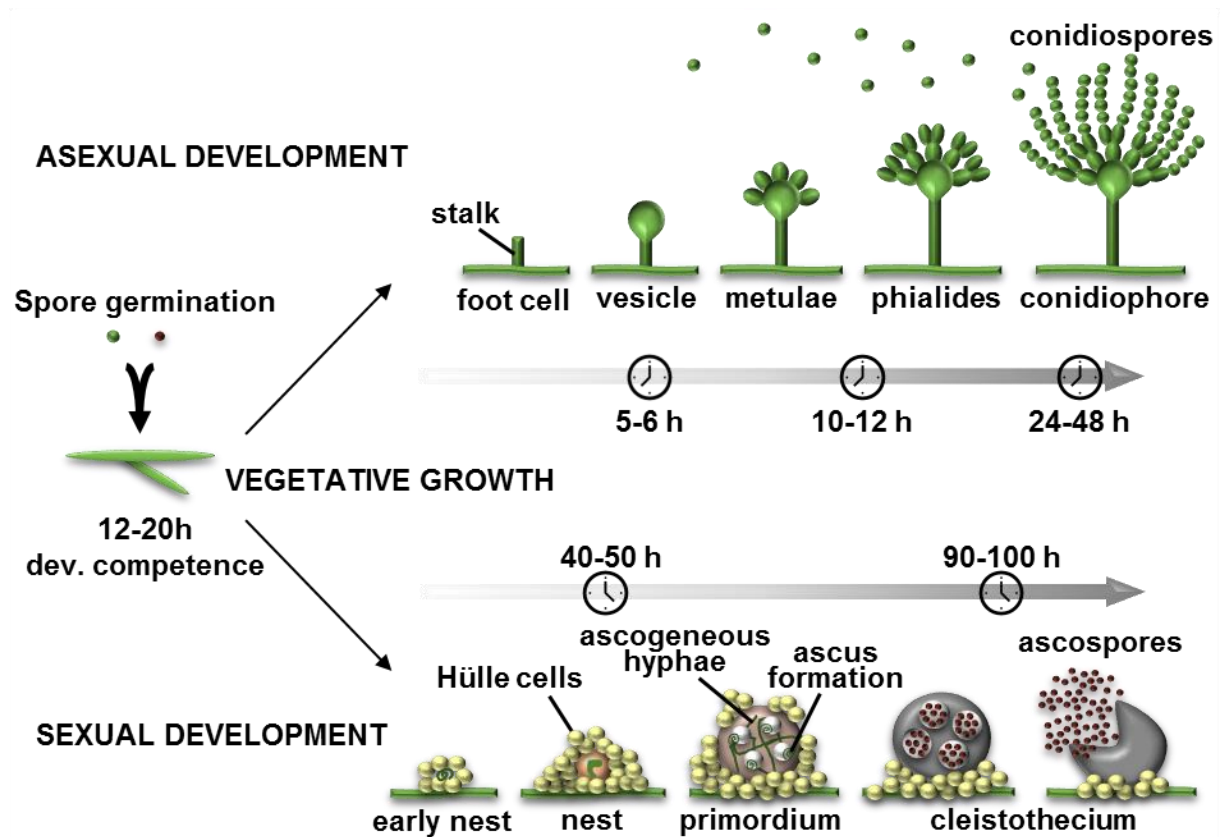 conidiospores
ASEXUAL DEVELOPMENT
stalk
foot cell
vesicle
metulae
phialides
conidiophore
Spore germination
5-6 h
10-12 h
24-48 h
VEGETATIVE GROWTH
12-20h
dev. competence
40-50 h
90-100 h
ascogeneous
hyphae
ascus
formation
ascospores
Hülle cells
SEXUAL DEVELOPMENT
early nest
nest
primordium
cleistothecium